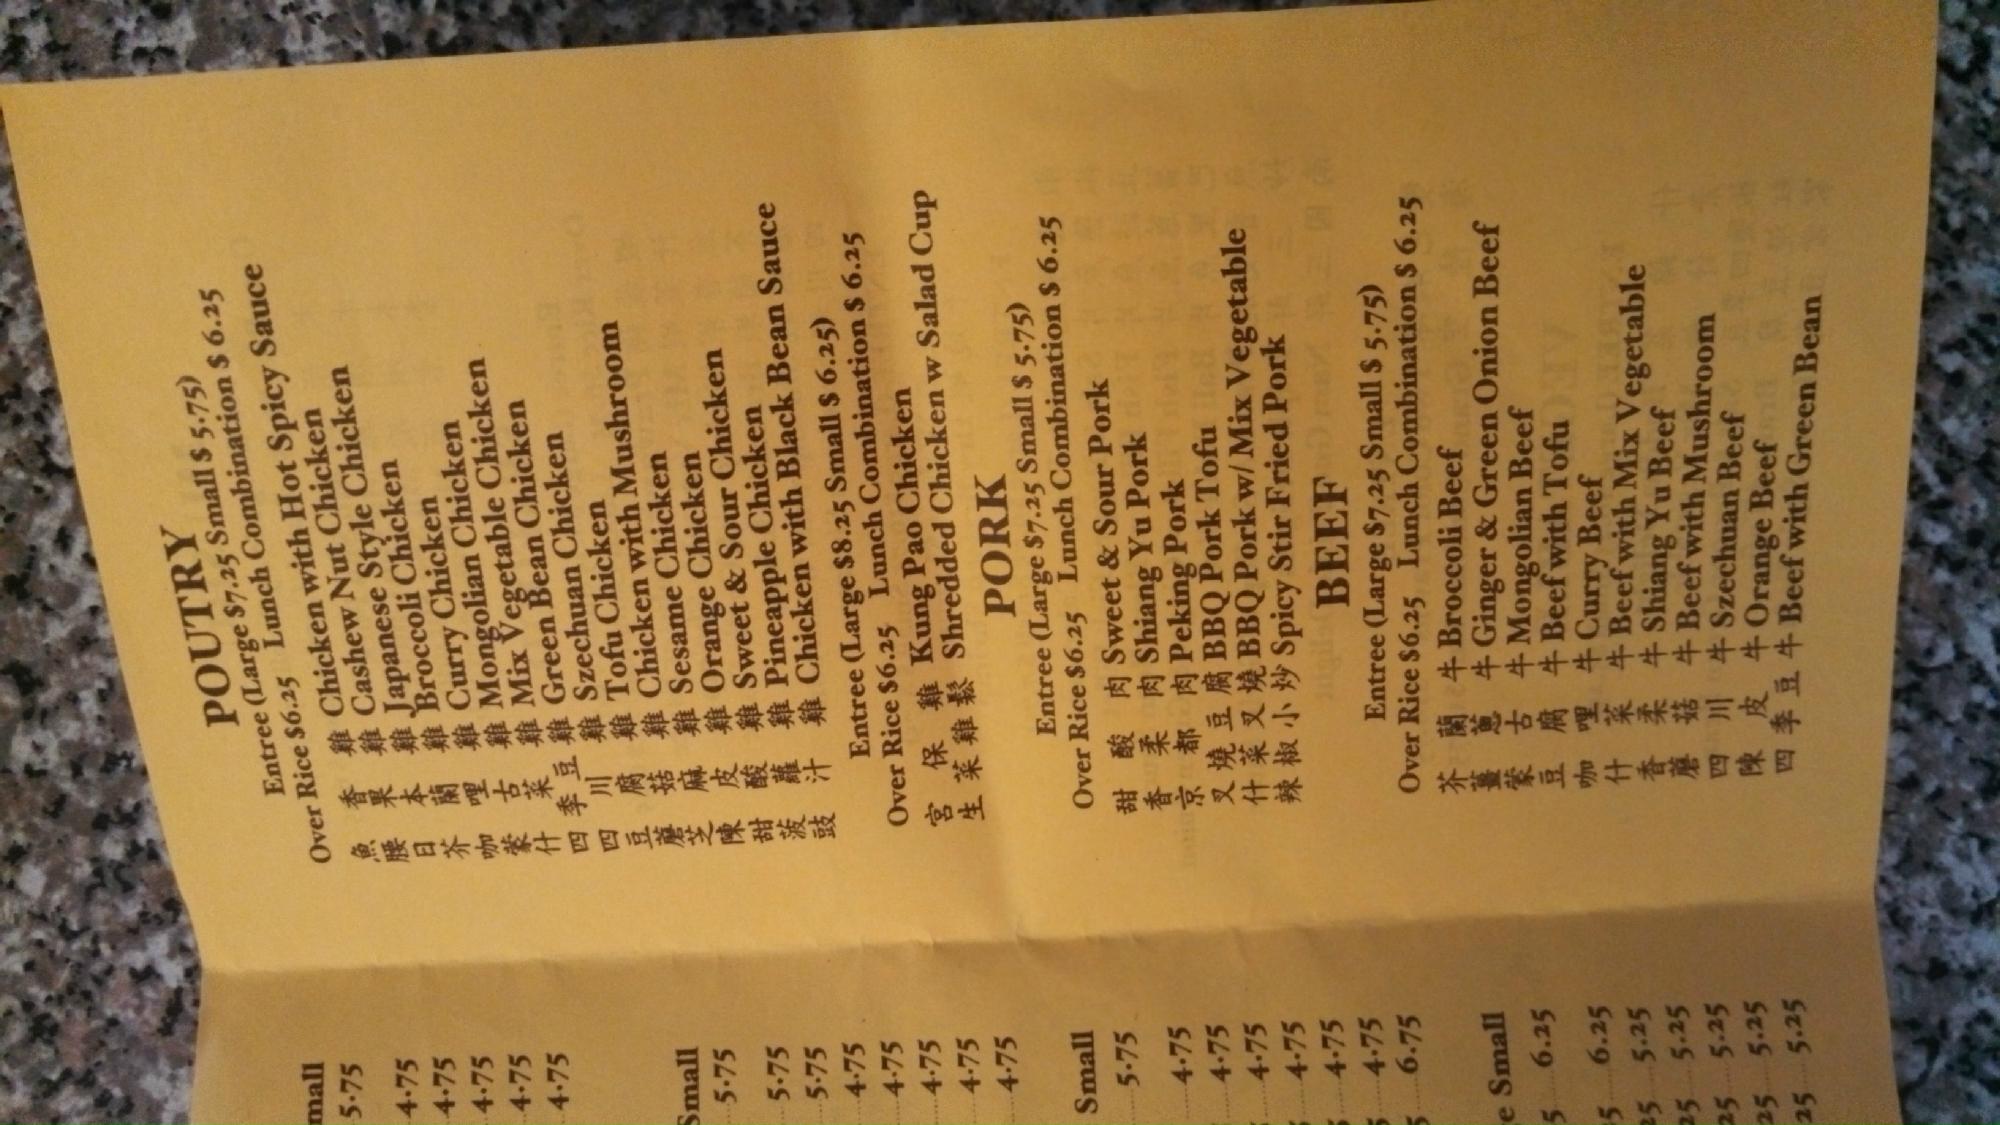 mall
5.75
4.75
4.75
4.75
4.75
4.75
Small
5.75
5.75
5.75
4.75
4.75
4.75
4.75
4.75
Small
5.75
4.75
4.75
4.75
4.75
4.75
4.75
6.75
e Small
5 6.25
6.25
25 5.25
25 5.25
25 5.25
25 5.25
25 5.25
POUTRY
Entree (Large $7.25 Small $ 5.75)
Over Rice $6.25 Lunch Combination $ 6.25
魚香雞 Chicken with Hot Spicy Sauce
腰果雞 Cashew Nut Chicken
日本雞 Japanese Style Chicken
芥蘭雞 Broccoli Chicken
咖哩雞 Curry Chicken
蒙古雞 Mongolian Chicken
什菜雞 Mix Vegetable Chicken
四季豆雞 Green Bean Chicken
四川雞 Szechuan Chicken
豆腐雞 Tofu Chicken
蘑菇雞 Chicken with Mushroom
芝麻雞 Sesame Chicken
陳皮雞 Orange Chicken
甜酸雞 Sweet & Sour Chicken
菠蘿雞 Pineapple Chicken
豉汁雞 Chicken with Black Bean Sauce
Entree (Large $8.25 Small $ 6.25)
Over Rice $6.25 Lunch Combination $ 6.25
宮保雞 Kung Pao Chicken
生菜雞鬆 Shredded Chicken w Salad Cup
PORK
Entree (Large $7.25 Small $ 5.75)
Over Rice $6.25 Lunch Combination $ 6.25
甜酸肉 Sweet & Sour Pork
香柔肉 Shiang Yu Pork
京都肉 Peking Pork
叉燒豆腐 BBQ Pork Tofu
什菜叉燒 BBQ Pork w/ Mix Vegetable
辣椒小炒 Spicy Stir Fried Pork
BEEF
Entree (Large $7.25 Small $ 5.75)
Over Rice $6.25 Lunch Combination $ 6.25
芥蘭牛 Broccoli Beef
薑蔥牛 Ginger & Green Onion Beef
蒙古牛 Mongolian Beef
豆腐牛 Beef with Tofu
咖哩牛 Curry Beef
什菜牛 Beef with Mix Vegetable
香柔牛 Shiang Yu Beef
蘑菇牛 Beef with Mushroom
四川牛 Szechuan Beef
陳皮牛 Orange Beef
四季豆牛 Beef with Green Bean